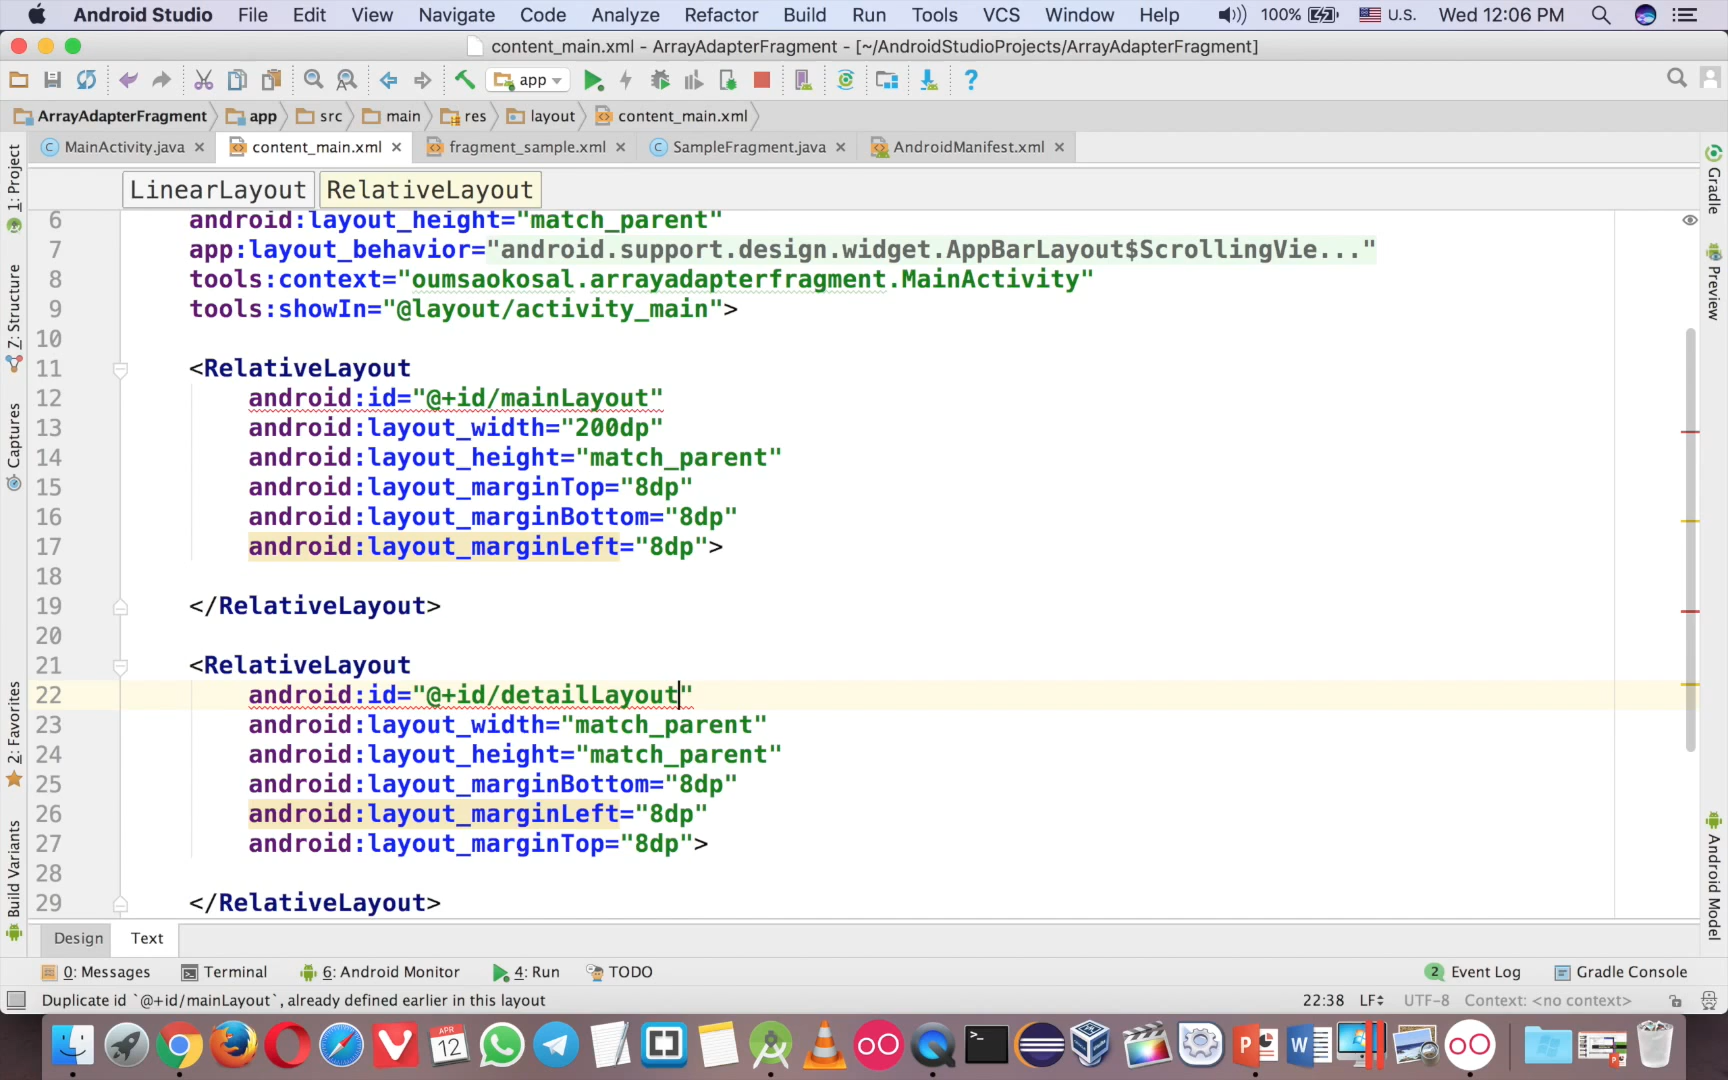 Android Studio File Edit View Navigate Code Analyze Refactor Build Run Tools VCS Window Help 100% U.S. Wed 12:06 PM
content_main.xml - ArrayAdapterFragment - [~/AndroidStudioProjects/ArrayAdapterFragment]
app
ArrayAdapterFragment app src main res layout content_main.xml
MainActivity.java content_main.xml fragment_sample.xml SampleFragment.java AndroidManifest.xml
LinearLayout RelativeLayout
6 android:layout_height="match_parent"
7 app:layout_behavior="android.support.design.widget.AppBarLayout$ScrollingVie..."
8 tools:context="oumsaokosal.arrayadapterfragment.MainActivity"
9 tools:showIn="@layout/activity_main">
10
11 <RelativeLayout
12 android:id="@+id/mainLayout"
13 android:layout_width="200dp"
14 android:layout_height="match_parent"
15 android:layout_marginTop="8dp"
16 android:layout_marginBottom="8dp"
17 android:layout_marginLeft="8dp">
18
19 </RelativeLayout>
20
21 <RelativeLayout
22 android:id="@+id/detailLayout"
23 android:layout_width="match_parent"
24 android:layout_height="match_parent"
25 android:layout_marginBottom="8dp"
26 android:layout_marginLeft="8dp"
27 android:layout_marginTop="8dp">
28
29 </RelativeLayout>
1: Project
Z: Structure
Captures
2: Favorites
Build Variants
Gradle
Preview
Android Model
Design Text
0: Messages Terminal 6: Android Monitor 4: Run TODO 2 Event Log Gradle Console
Duplicate id `@+id/mainLayout`, already defined earlier in this layout 22:38 LF UTF-8 Context: <no context>
APR
12
P
W